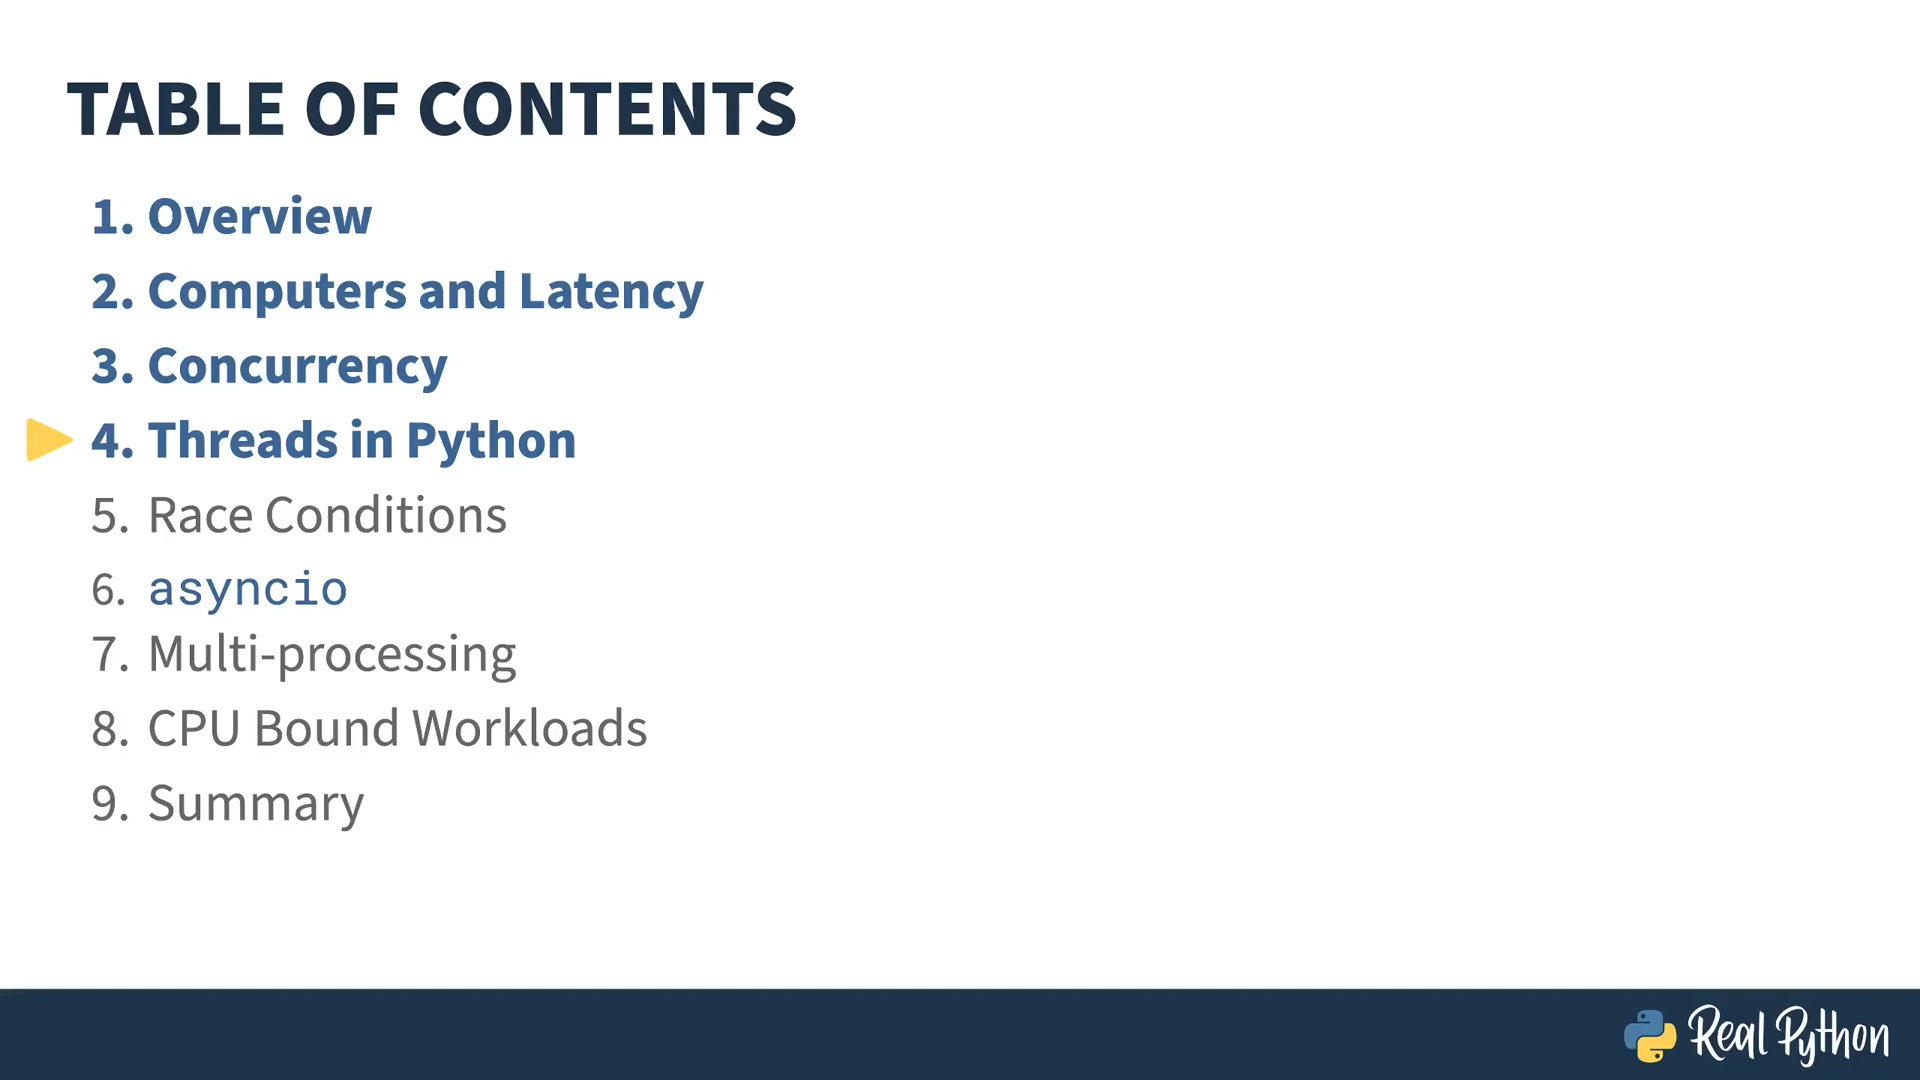 TABLE OF CONTENTS
1. Overview
2. Computers and Latency
3. Concurrency
4. Threads in Python
5. Race Conditions
6. asyncio
7. Multi-processing
8. CPU Bound Workloads
9. Summary
Real Python